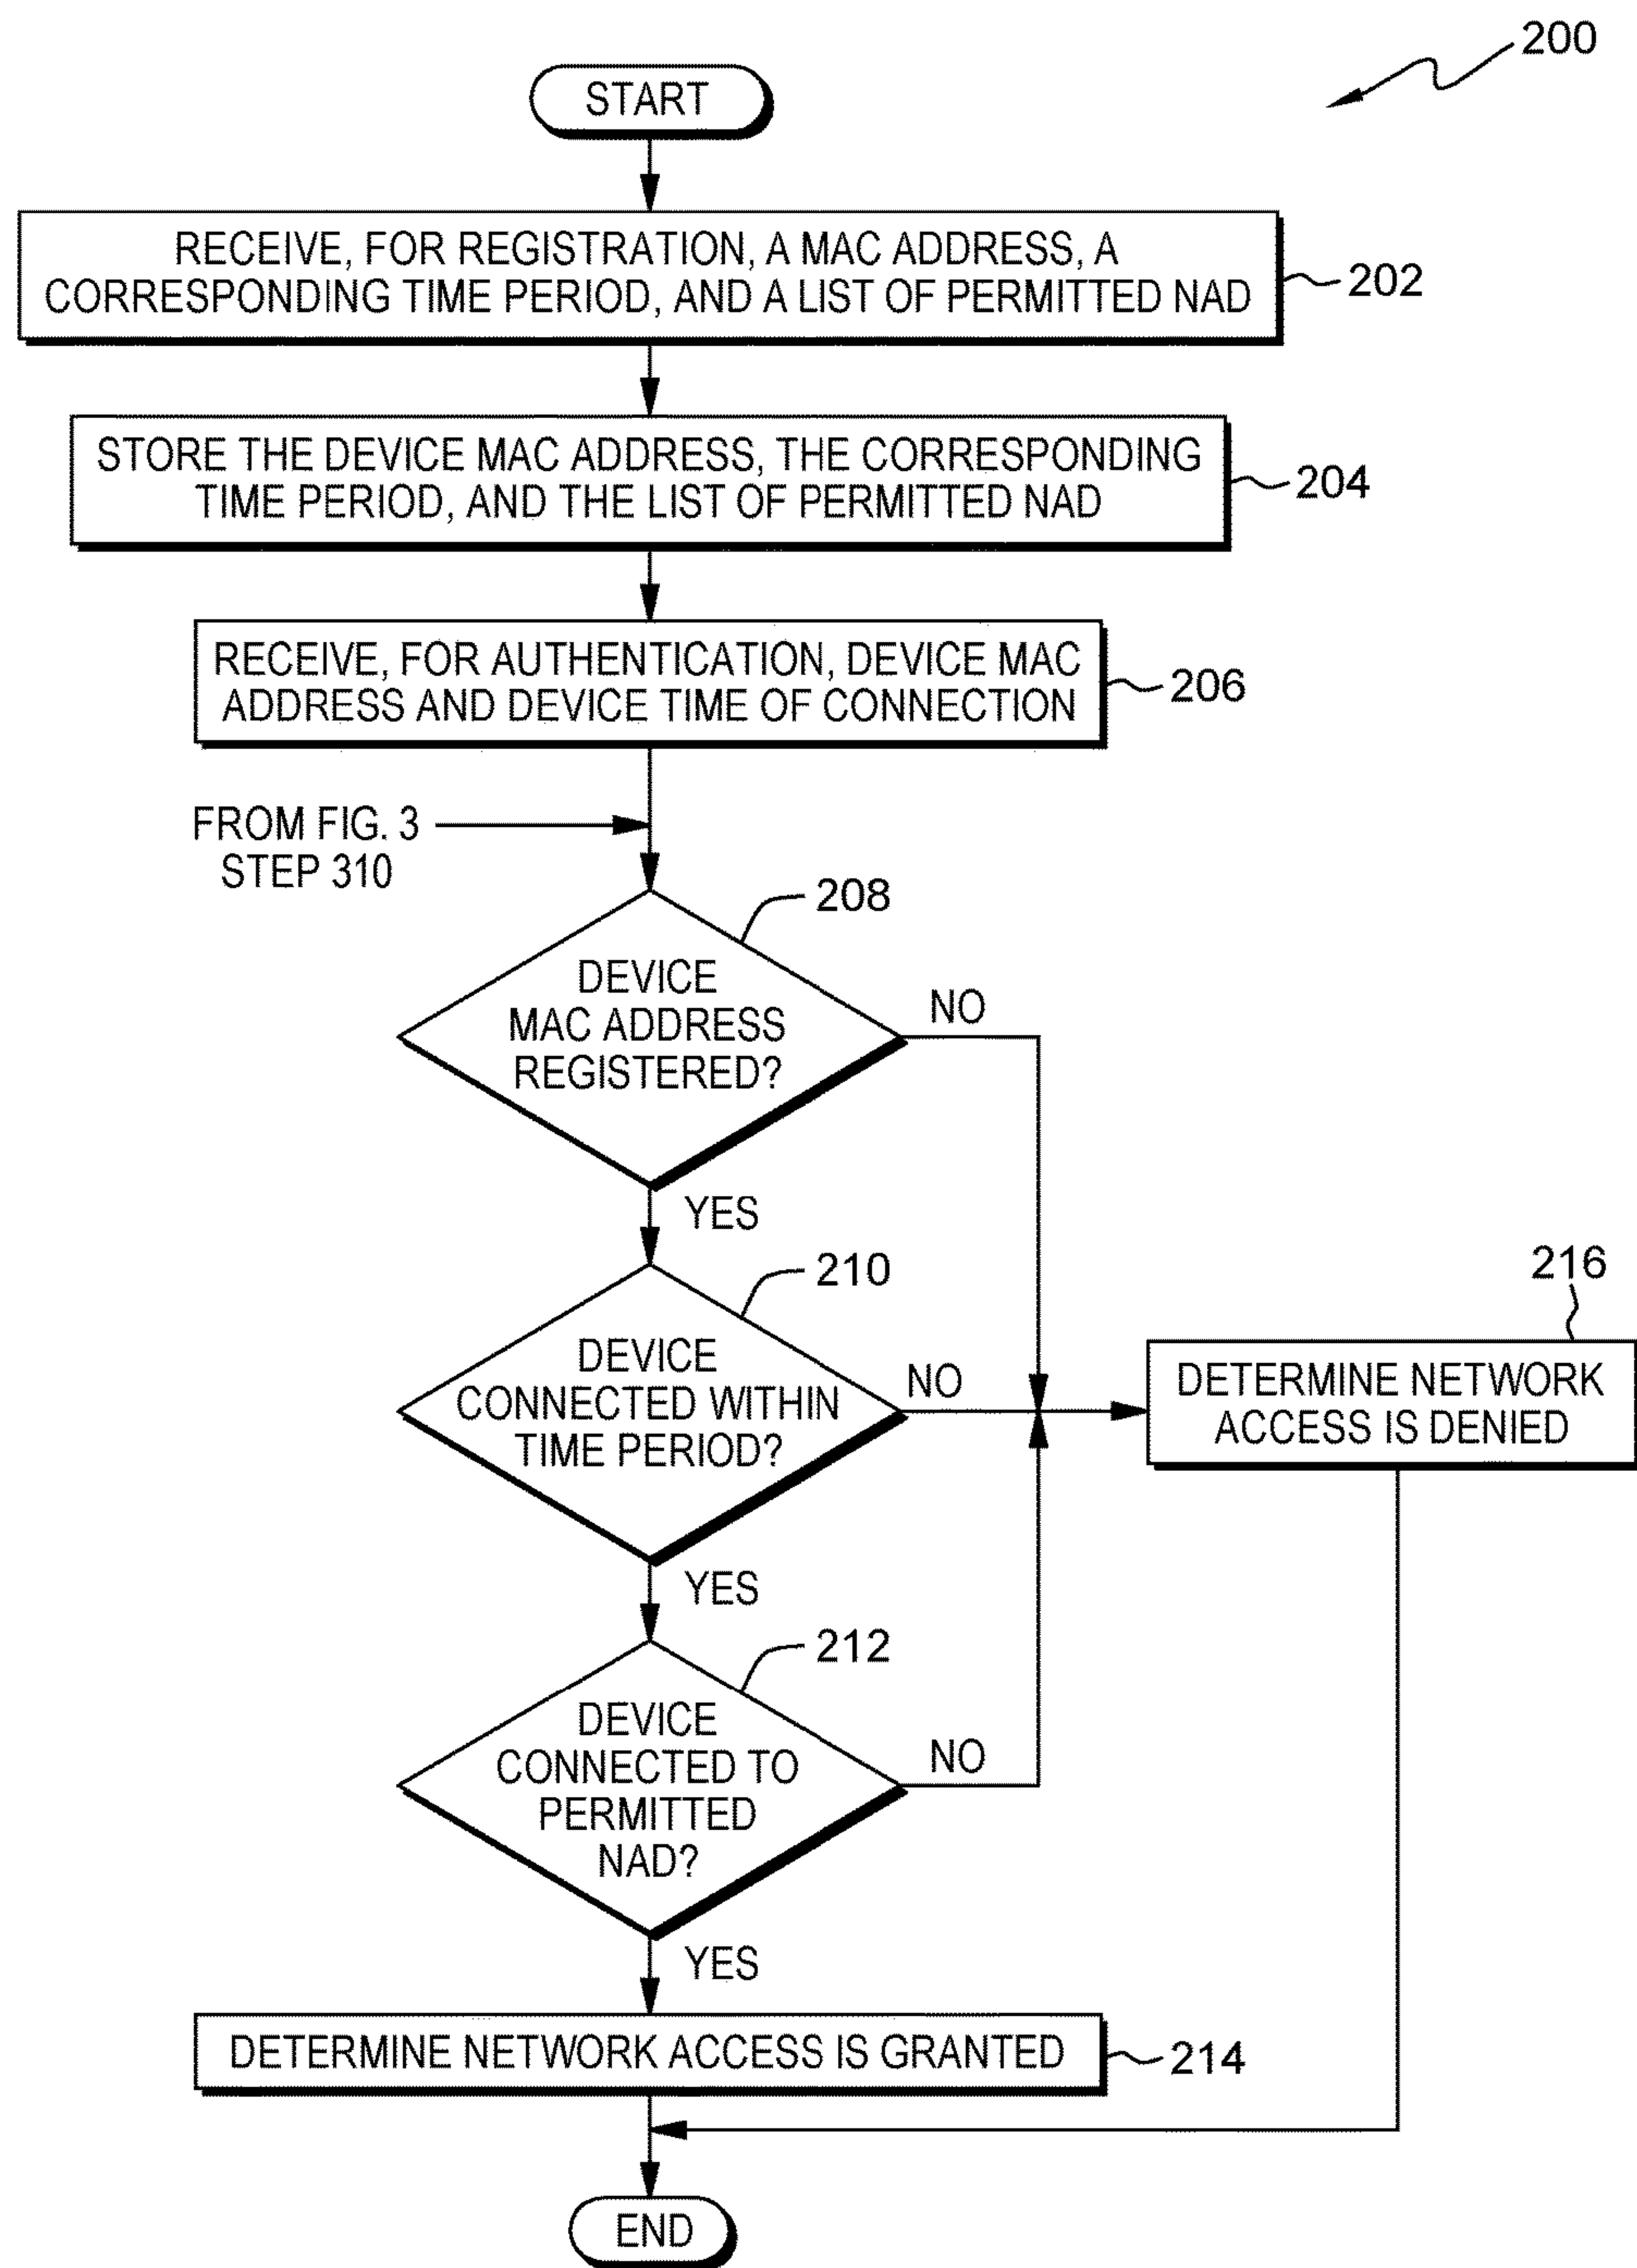 200
START
RECEIVE, FOR REGISTRATION, A MAC ADDRESS, A
CORRESPONDING TIME PERIOD, AND A LIST OF PERMITTED NAD
202
STORE THE DEVICE MAC ADDRESS, THE CORRESPONDING
TIME PERIOD, AND THE LIST OF PERMITTED NAD
204
RECEIVE, FOR AUTHENTICATION, DEVICE MAC
ADDRESS AND DEVICE TIME OF CONNECTION
206
FROM FIG. 3
STEP 310
208
DEVICE
MAC ADDRESS
REGISTERED?
NO
YES
210
DEVICE
CONNECTED WITHIN
TIME PERIOD?
NO
216
DETERMINE NETWORK
ACCESS IS DENIED
YES
212
DEVICE
CONNECTED TO
PERMITTED
NAD?
NO
YES
DETERMINE NETWORK ACCESS IS GRANTED
214
END